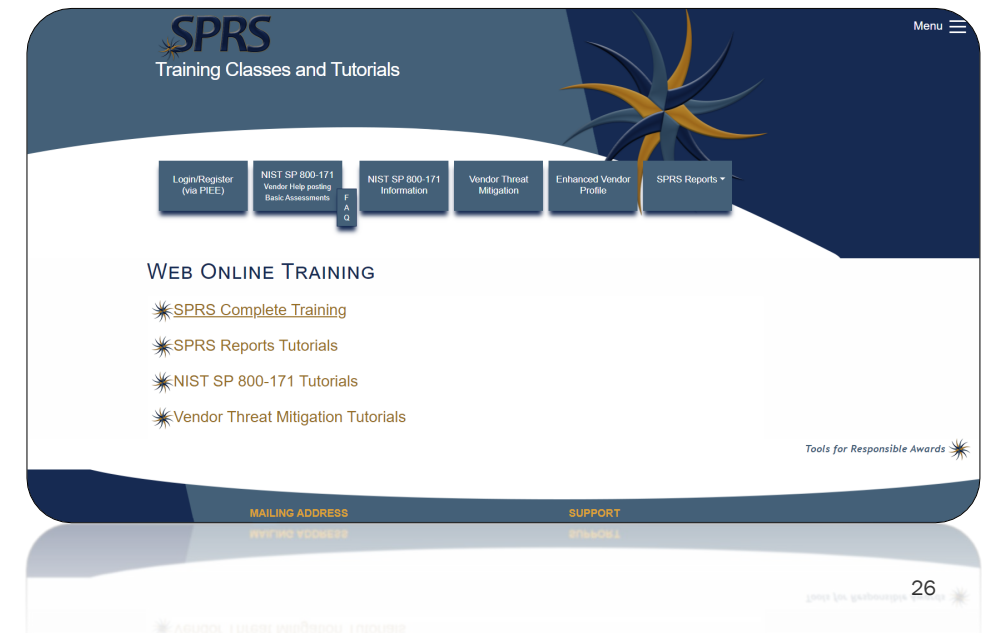 SPRS
Menu
Training Classes and Tutorials
Login/Register
(via PIEE)
NIST SP 800-171
Vendor Help posting
Basic Assessments
F
A
Q
NIST SP 800-171
Information
Vendor Threat
Mitigation
Enhanced Vendor
Profile
SPRS Reports
WEB ONLINE TRAINING
SPRS Complete Training
SPRS Reports Tutorials
NIST SP 800-171 Tutorials
Vendor Threat Mitigation Tutorials
Tools for Responsible Awards
MAILING ADDRESS
SUPPORT
26